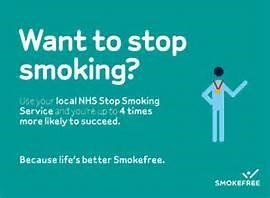 Want to stop
smoking?
Use your local NHS Stop Smoking
Service and you're up to 4 times
more likely to succeed.
Because life's better Smokefree.
SMOKEFREE